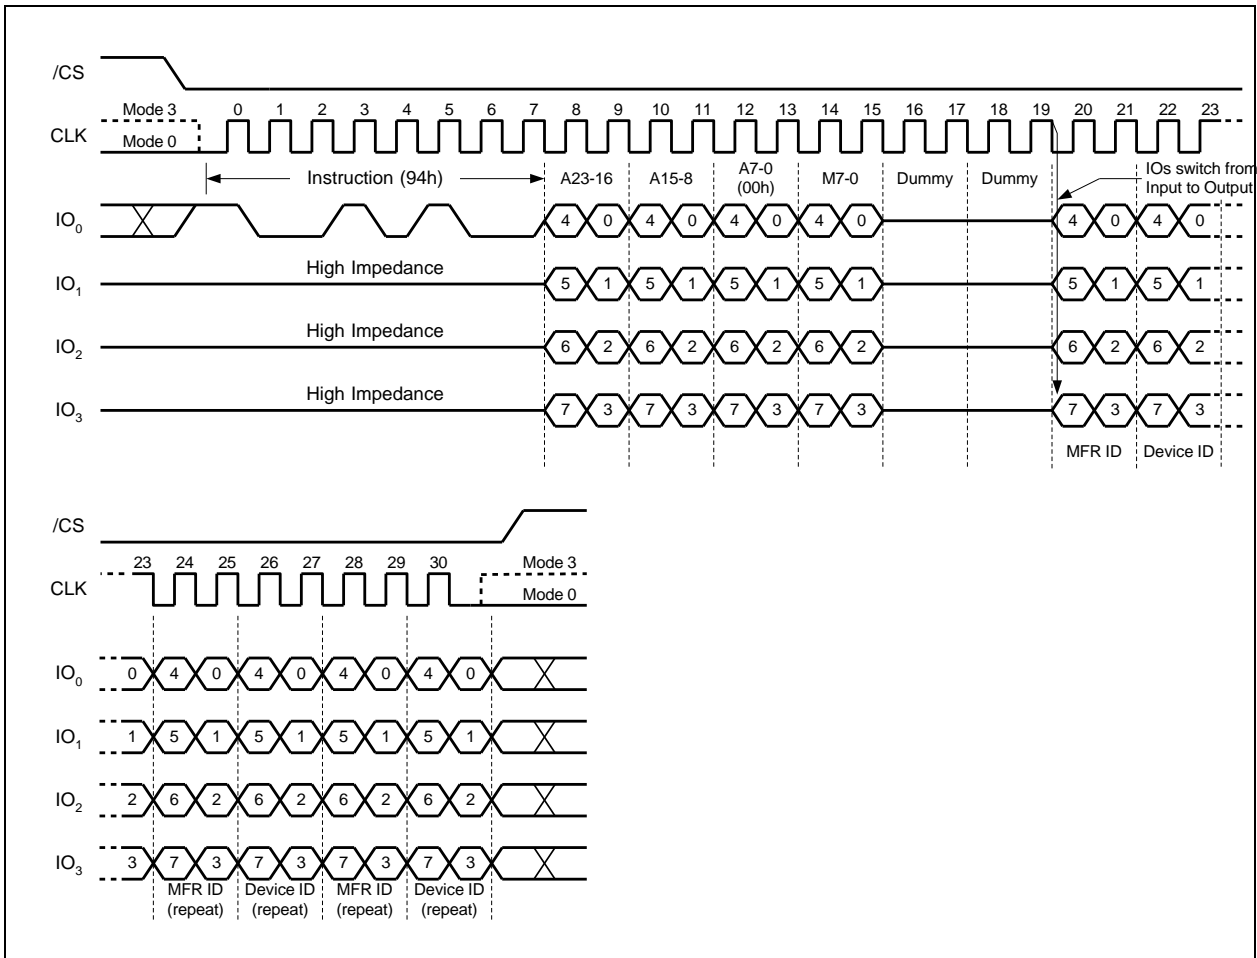 /CS
Mode 3 0 1 2 3 4 5 6 7 8 9 10 11 12 13 14 15 16 17 18 19 20 21 22 23
CLK
Mode 0
Instruction (94h) A23-16 A15-8 A7-0 (00h) M7-0 Dummy Dummy
IOs switch from
Input to Output
IO0 4 0 4 0 4 0 4 0 4 0 4 0
High Impedance
IO1 5 1 5 1 5 1 5 1 5 1 5 1
High Impedance
IO2 6 2 6 2 6 2 6 2 6 2 6 2
High Impedance
IO3 7 3 7 3 7 3 7 3 7 3 7 3
MFR ID Device ID
/CS
23 24 25 26 27 28 29 30 Mode 3
CLK
Mode 0
IO0 0 4 0 4 0 4 0 4 0
IO1 1 5 1 5 1 5 1 5 1
IO2 2 6 2 6 2 6 2 6 2
IO3 3 7 3 7 3 7 3 7 3
MFR ID Device ID MFR ID Device ID
(repeat) (repeat) (repeat) (repeat)